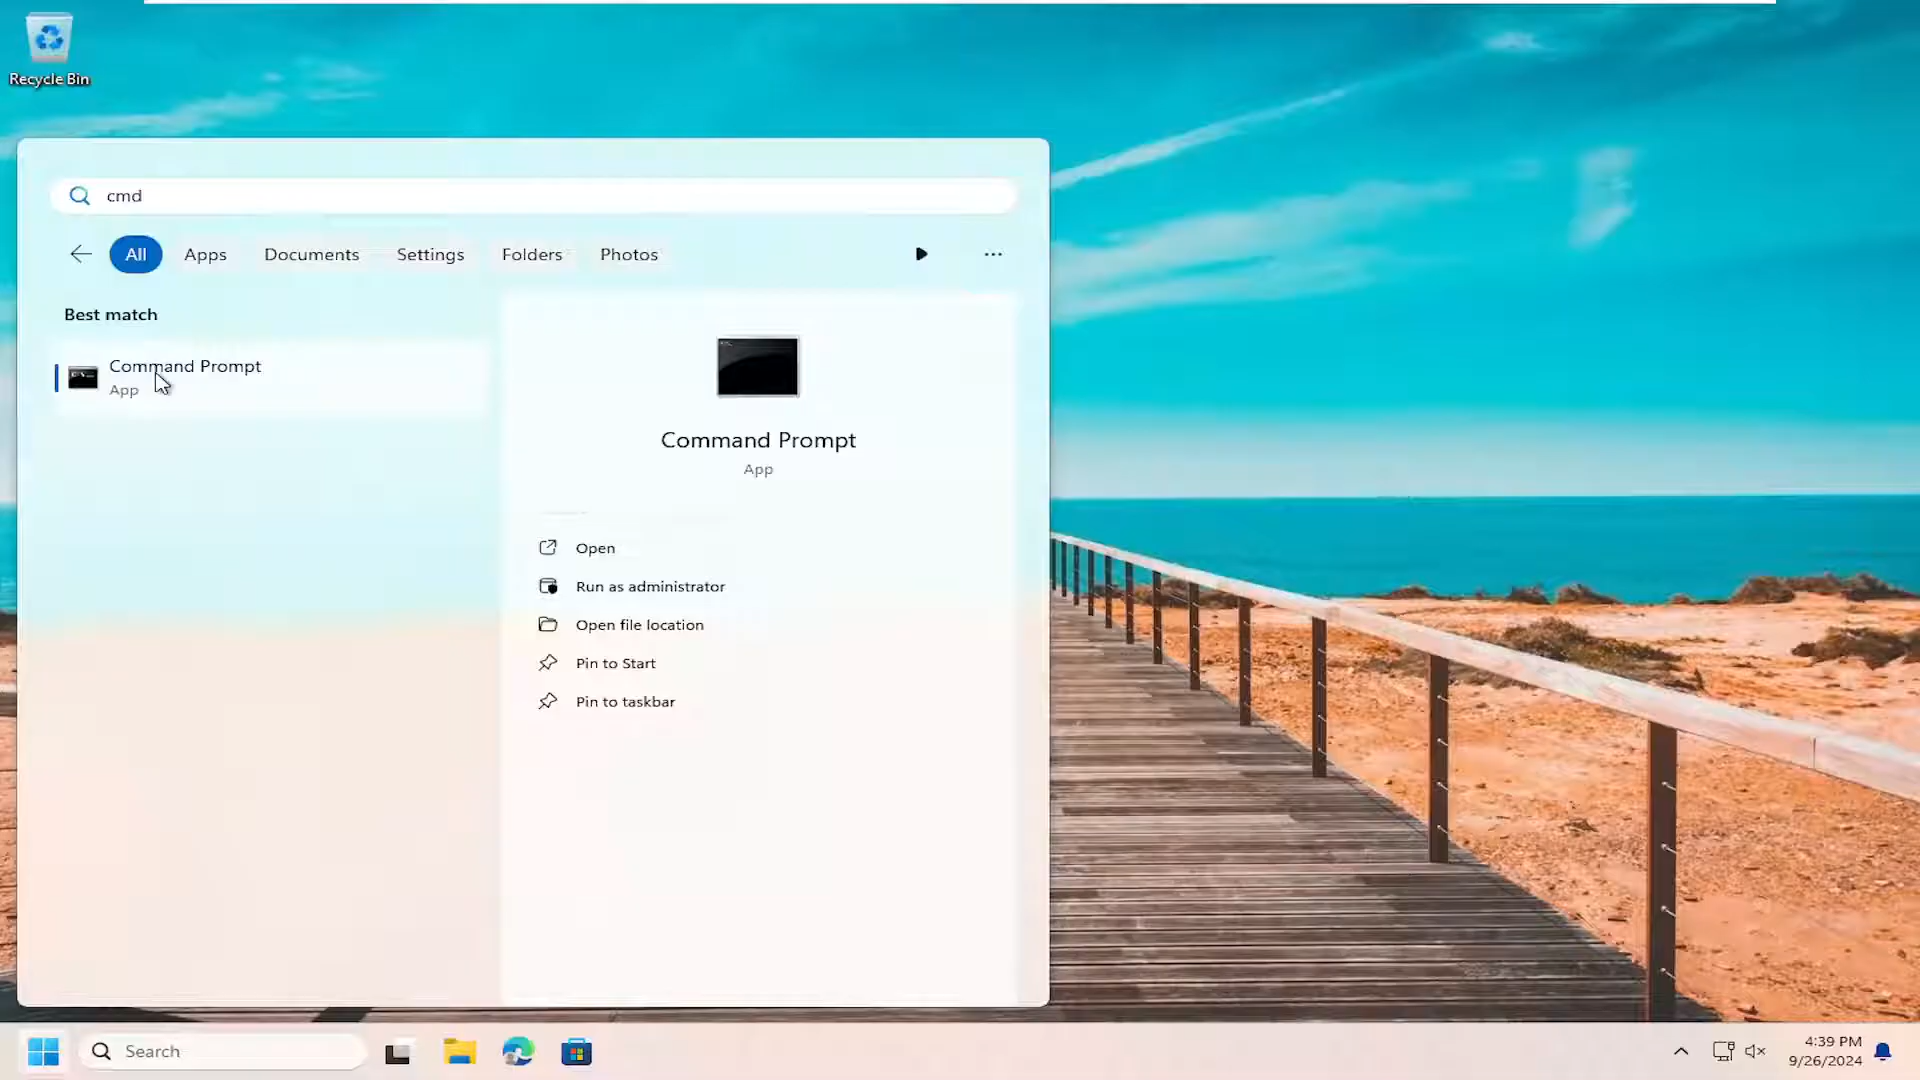 Recycle Bin
cmd
All Apps Documents Settings Folders Photos
Best match
Command Prompt
App
Command Prompt
App
Open
Run as administrator
Open file location
Pin to Start
Pin to taskbar
Search
4:39 PM
9/26/2024